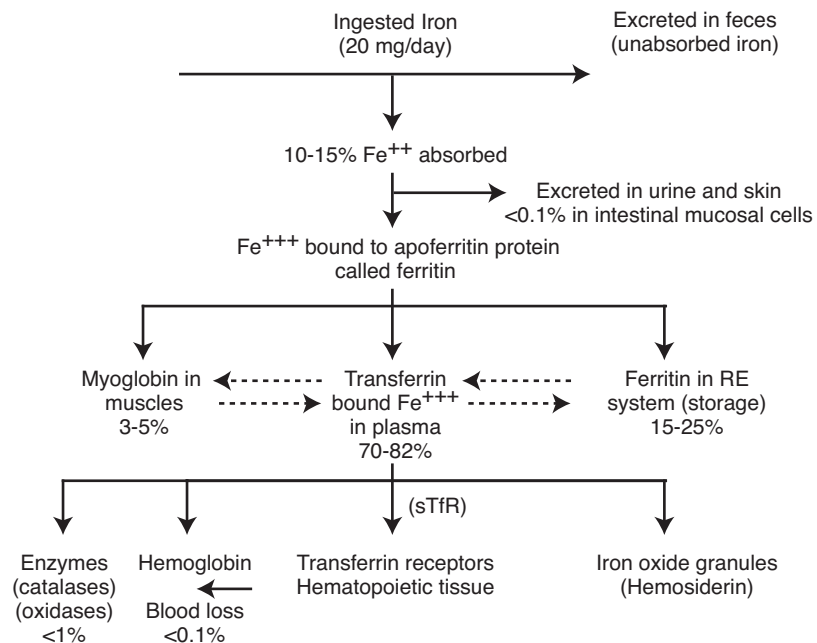 Ingested Iron
(20 mg/day)
Excreted in feces
(unabsorbed iron)
10-15% Fe++ absorbed
Excreted in urine and skin
<0.1% in intestinal mucosal cells
Fe+++ bound to apoferritin protein
called ferritin
Myoglobin in
muscles
3-5%
Transferrin
bound Fe+++
in plasma
70-82%
Ferritin in RE
system (storage)
15-25%
(sTfR)
Enzymes
(catalases)
(oxidases)
<1%
Hemoglobin
Blood loss
<0.1%
Transferrin receptors
Hematopoietic tissue
Iron oxide granules
(Hemosiderin)